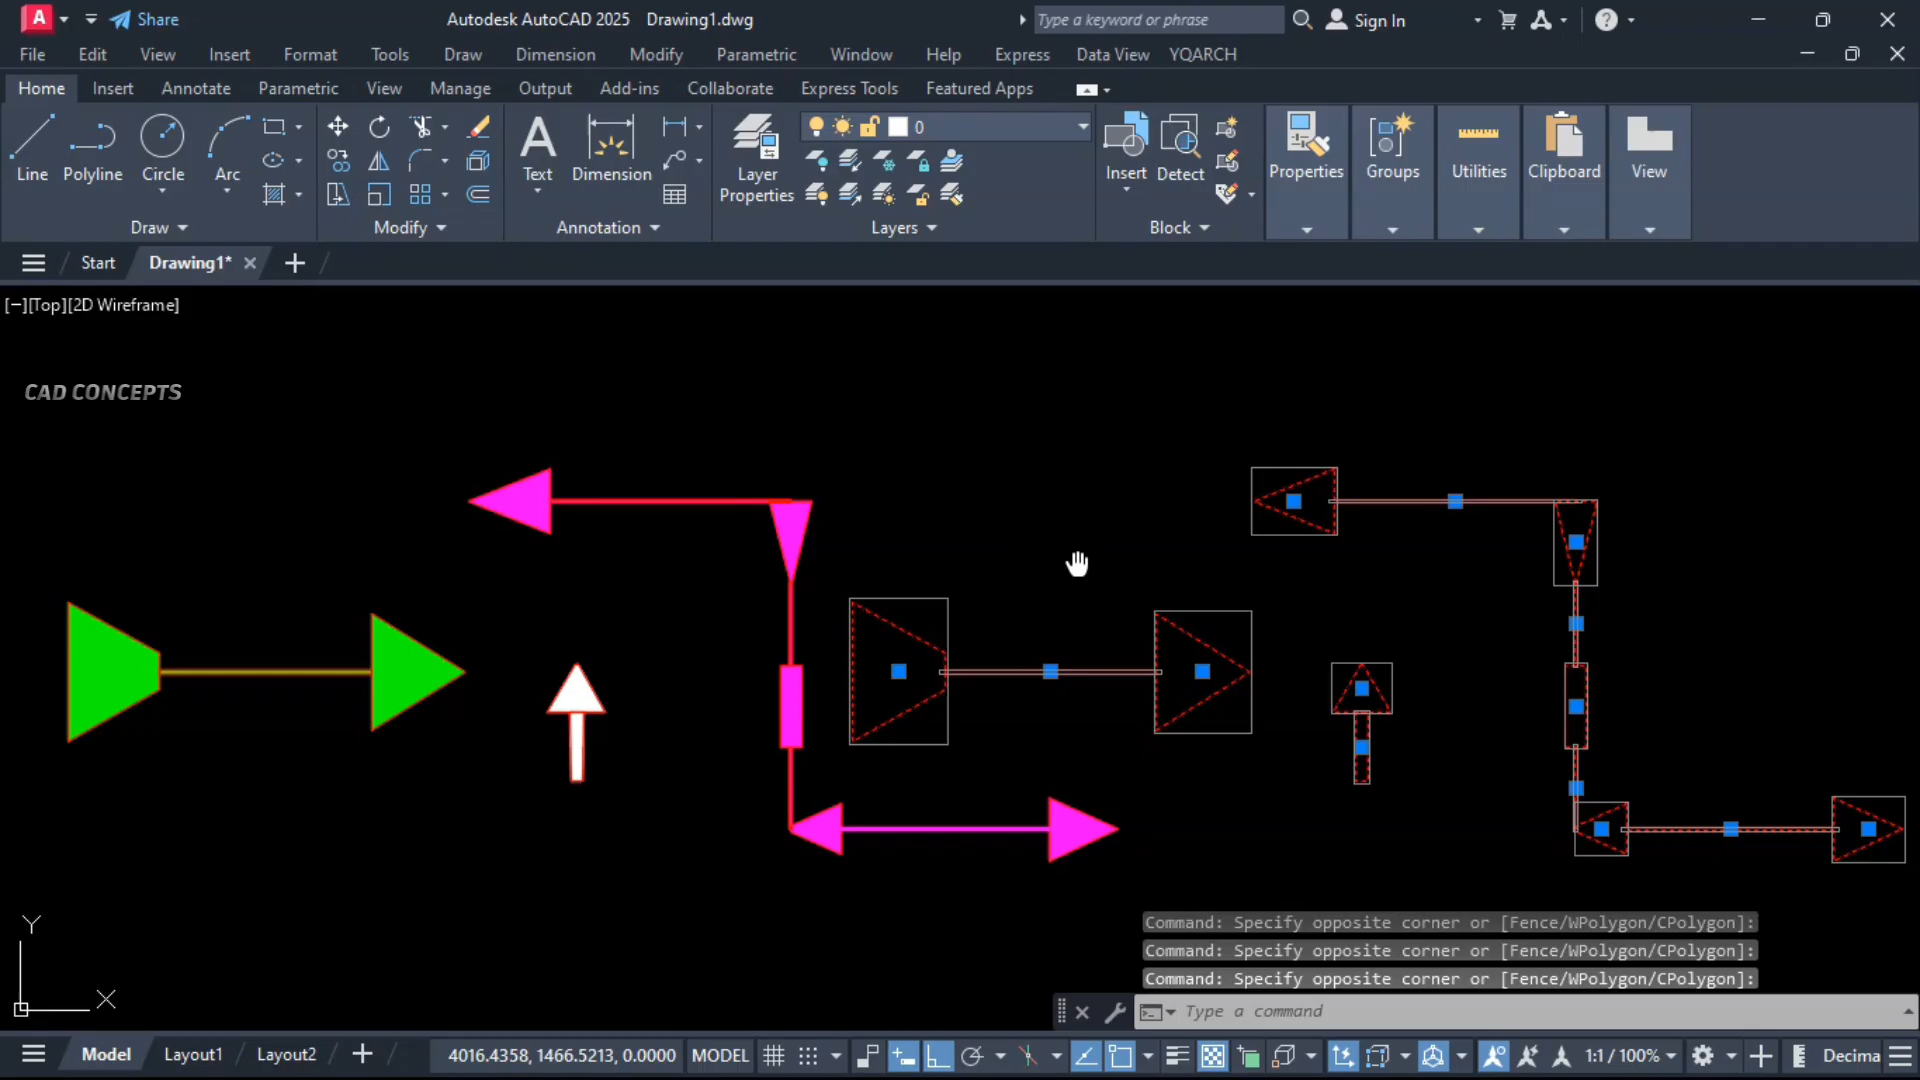 A Share Autodesk AutoCAD 2025 Drawing1.dwg Type a keyword or phrase Sign In
File Edit View Insert Format Tools Draw Dimension Modify Parametric Window Help Express Data View YQARCH
Home Insert Annotate Parametric View Manage Output Add-ins Collaborate Express Tools Featured Apps
0
Line Polyline Circle Arc Text Dimension Layer Properties Insert Detect Properties Groups Utilities Clipboard View
Draw Modify Annotation Layers Block
Start Drawing1*
[−][Top][2D Wireframe]
CAD CONCEPTS
Command: Specify opposite corner or [Fence/WPolygon/CPolygon]:
Command: Specify opposite corner or [Fence/WPolygon/CPolygon]:
Command: Specify opposite corner or [Fence/WPolygon/CPolygon]:
Y
X
Type a command
Model Layout1 Layout2 4016.4358, 1466.5213, 0.0000 MODEL 1:1 / 100% Decima